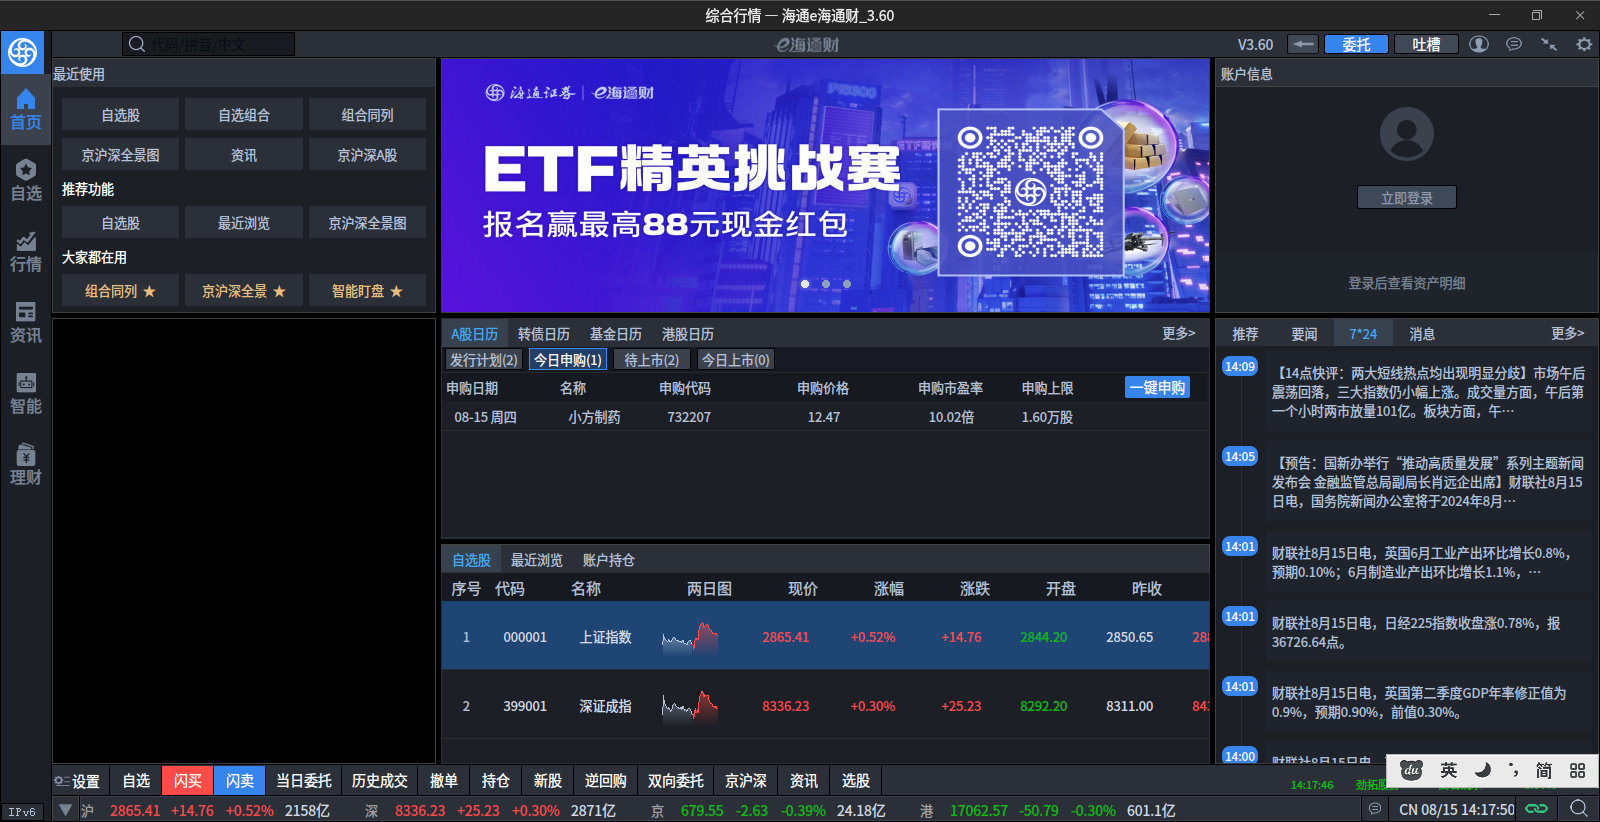 综合行情 — 海通e海通财_3.60
代码/拼音/中文
e海通财
V3.60
委托
吐槽
首页
自选
行情
资讯
智能
理财
IPv6
最近使用
自选股 自选组合 组合同列
京沪深全景图 资讯 京沪深A股
推荐功能
自选股 最近浏览 京沪深全景图
大家都在用
组合同列 ★ 京沪深全景 ★ 智能盯盘 ★
海通证券 | e海通财
ETF精英挑战赛
报名赢最高88元现金红包
账户信息
立即登录
登录后查看资产明细
A股日历 转债日历 基金日历 港股日历 更多>
发行计划(2) 今日申购(1) 待上市(2) 今日上市(0)
申购日期 名称 申购代码 申购价格 申购市盈率 申购上限 一键申购
08-15 周四 小方制药 732207 12.47 10.02倍 1.60万股
自选股 最近浏览 账户持仓
序号 代码 名称 两日图 现价 涨幅 涨跌 开盘 昨收
1 000001 上证指数 2865.41 +0.52% +14.76 2844.20 2850.65 28
2 399001 深证成指 8336.23 +0.30% +25.23 8292.20 8311.00 84
推荐 要闻 7*24 消息 更多>
14:09
【14点快评：两大短线热点均出现明显分歧】市场午后
震荡回落，三大指数仍小幅上涨。成交量方面，午后第
一个小时两市放量101亿。板块方面，午…
14:05
【预告：国新办举行“推动高质量发展”系列主题新闻
发布会 金融监管总局副局长肖远企出席】财联社8月15
日电，国务院新闻办公室将于2024年8月…
14:01
财联社8月15日电，英国6月工业产出环比增长0.8%，
预期0.10%；6月制造业产出环比增长1.1%，…
14:01
财联社8月15日电，日经225指数收盘涨0.78%，报
36726.64点。
14:01
财联社8月15日电，英国第二季度GDP年率修正值为
0.9%，预期0.90%，前值0.30%。
14:00
财联社8月15日电，
du 英 简
设置 自选 闪买 闪卖 当日委托 历史成交 撤单 持仓 新股 逆回购 双向委托 京沪深 资讯 选股
14:17:46 劲拓股份
沪 2865.41 +14.76 +0.52% 2158亿 深 8336.23 +25.23 +0.30% 2871亿 京 679.55 -2.63 -0.39% 24.18亿 港 17062.57 -50.79 -0.30% 601.1亿
CN 08/15 14:17:50